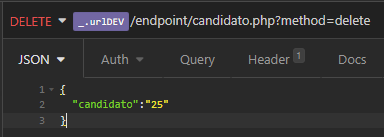 DELETE ▾ _.urlDEV /endpoint/candidato.php?method=delete
JSON ▾ Auth ▾ Query Header 1 Docs
1 ▾ {
2 "candidato":"25"
3 }